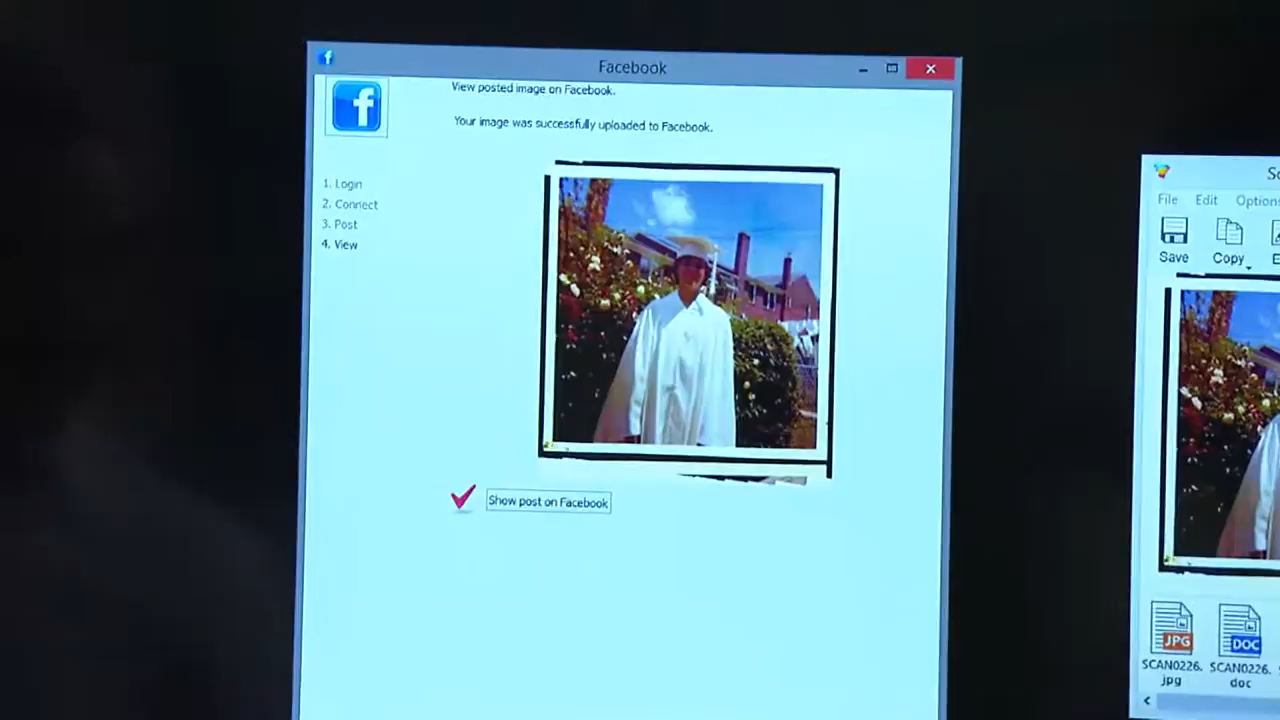 Facebook
View posted image on Facebook.
Your image was successfully uploaded to Facebook.
1. Login
2. Connect
3. Post
4. View
Show post on Facebook
File Edit Options
Save Copy
JPG
DOC
SCAN0226.
jpg
SCAN0226.
doc